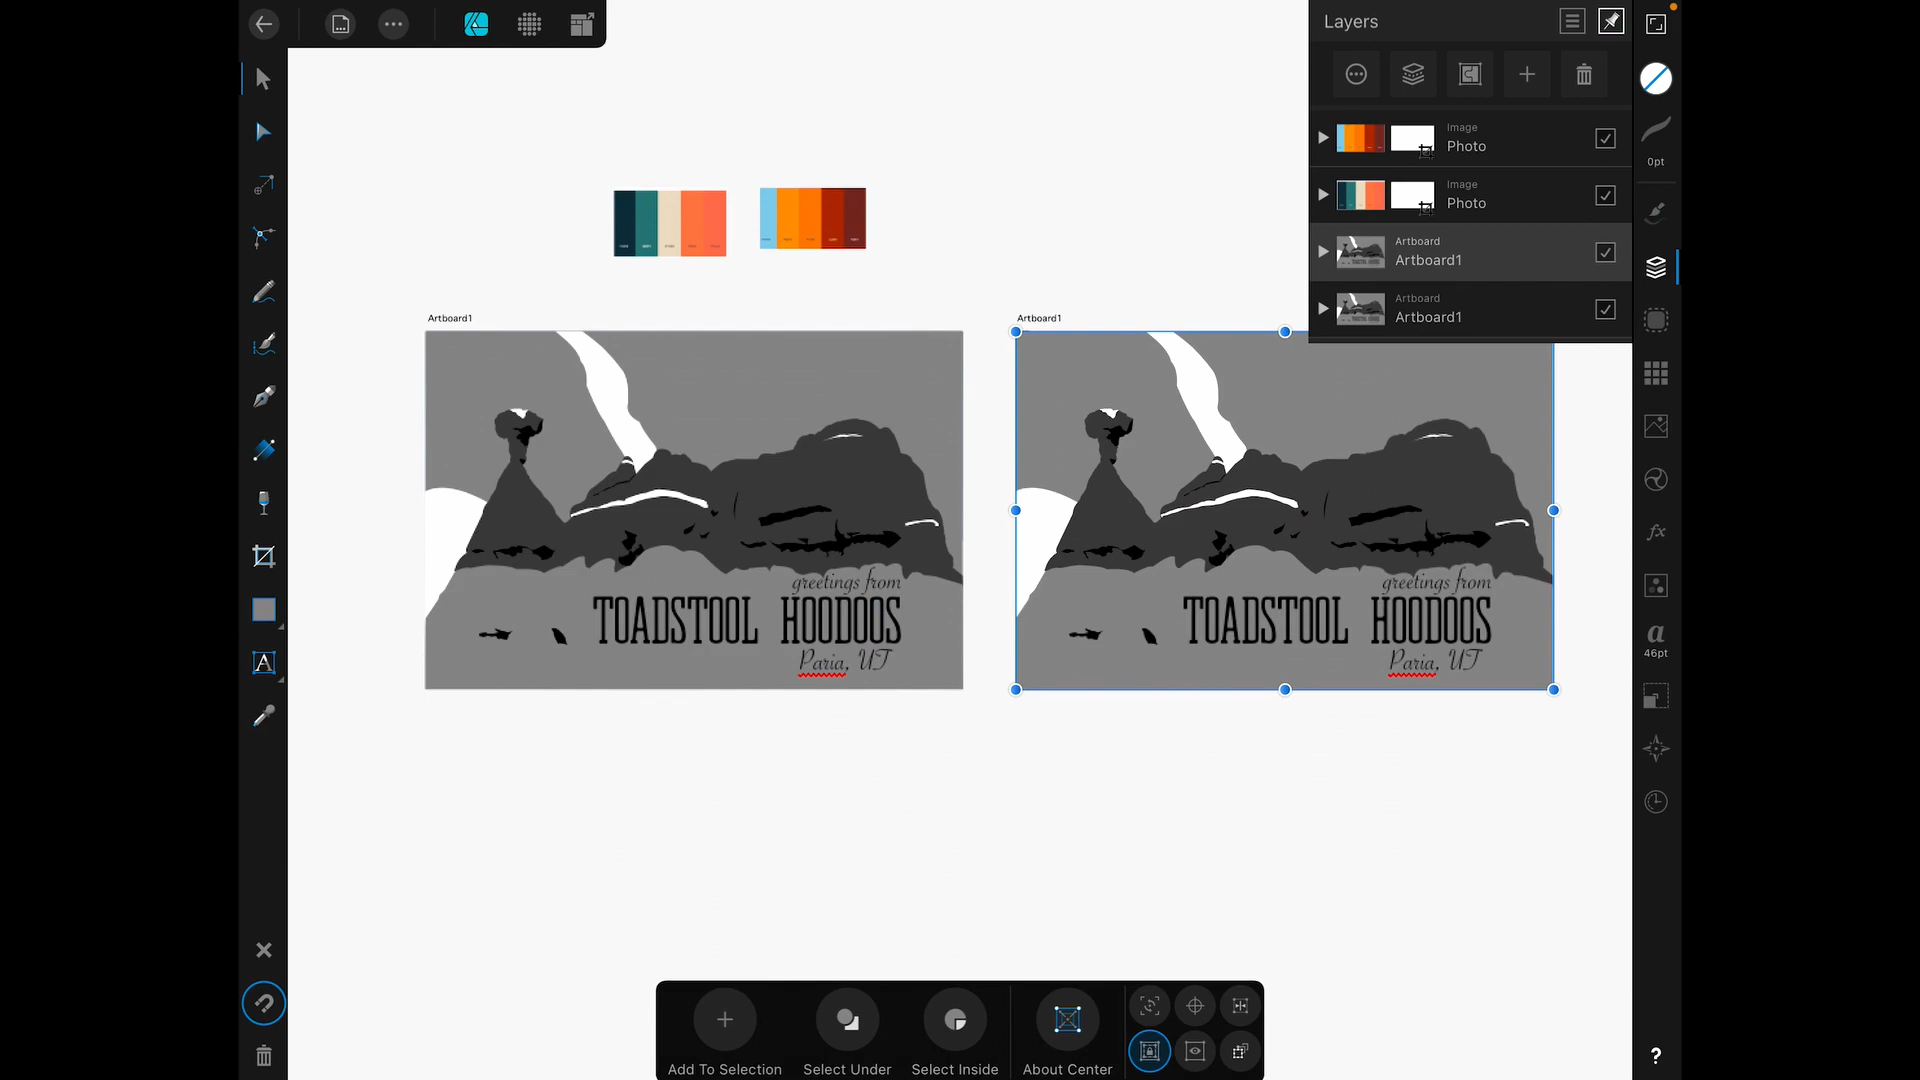 Layers
Image
Photo
0pt
Image
Photo
Artboard
Artboard1
Artboard
Artboard1
Artboard1
Artboard1
greetings from
TOADSTOOL HOODOOS
Paria, UT
greetings from
TOADSTOOL HOODOOS
Paria, UT
A
fx
a
46pt
Add To Selection
Select Under
Select Inside
About Center
?